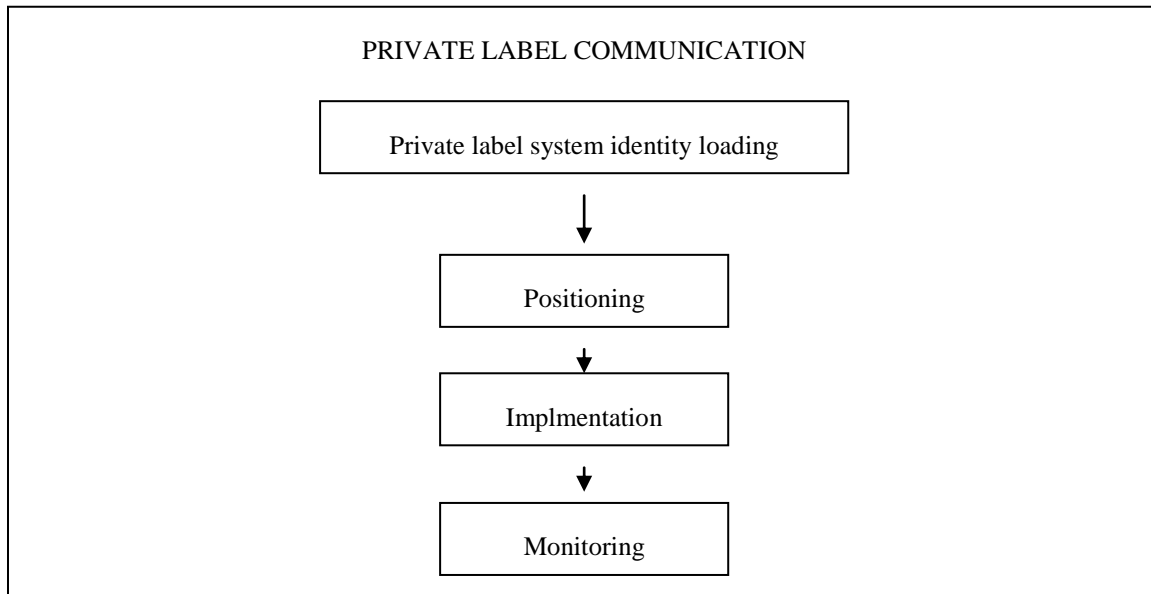 PRIVATE LABEL COMMUNICATION
Private label system identity loading
Positioning
Implmentation
Monitoring